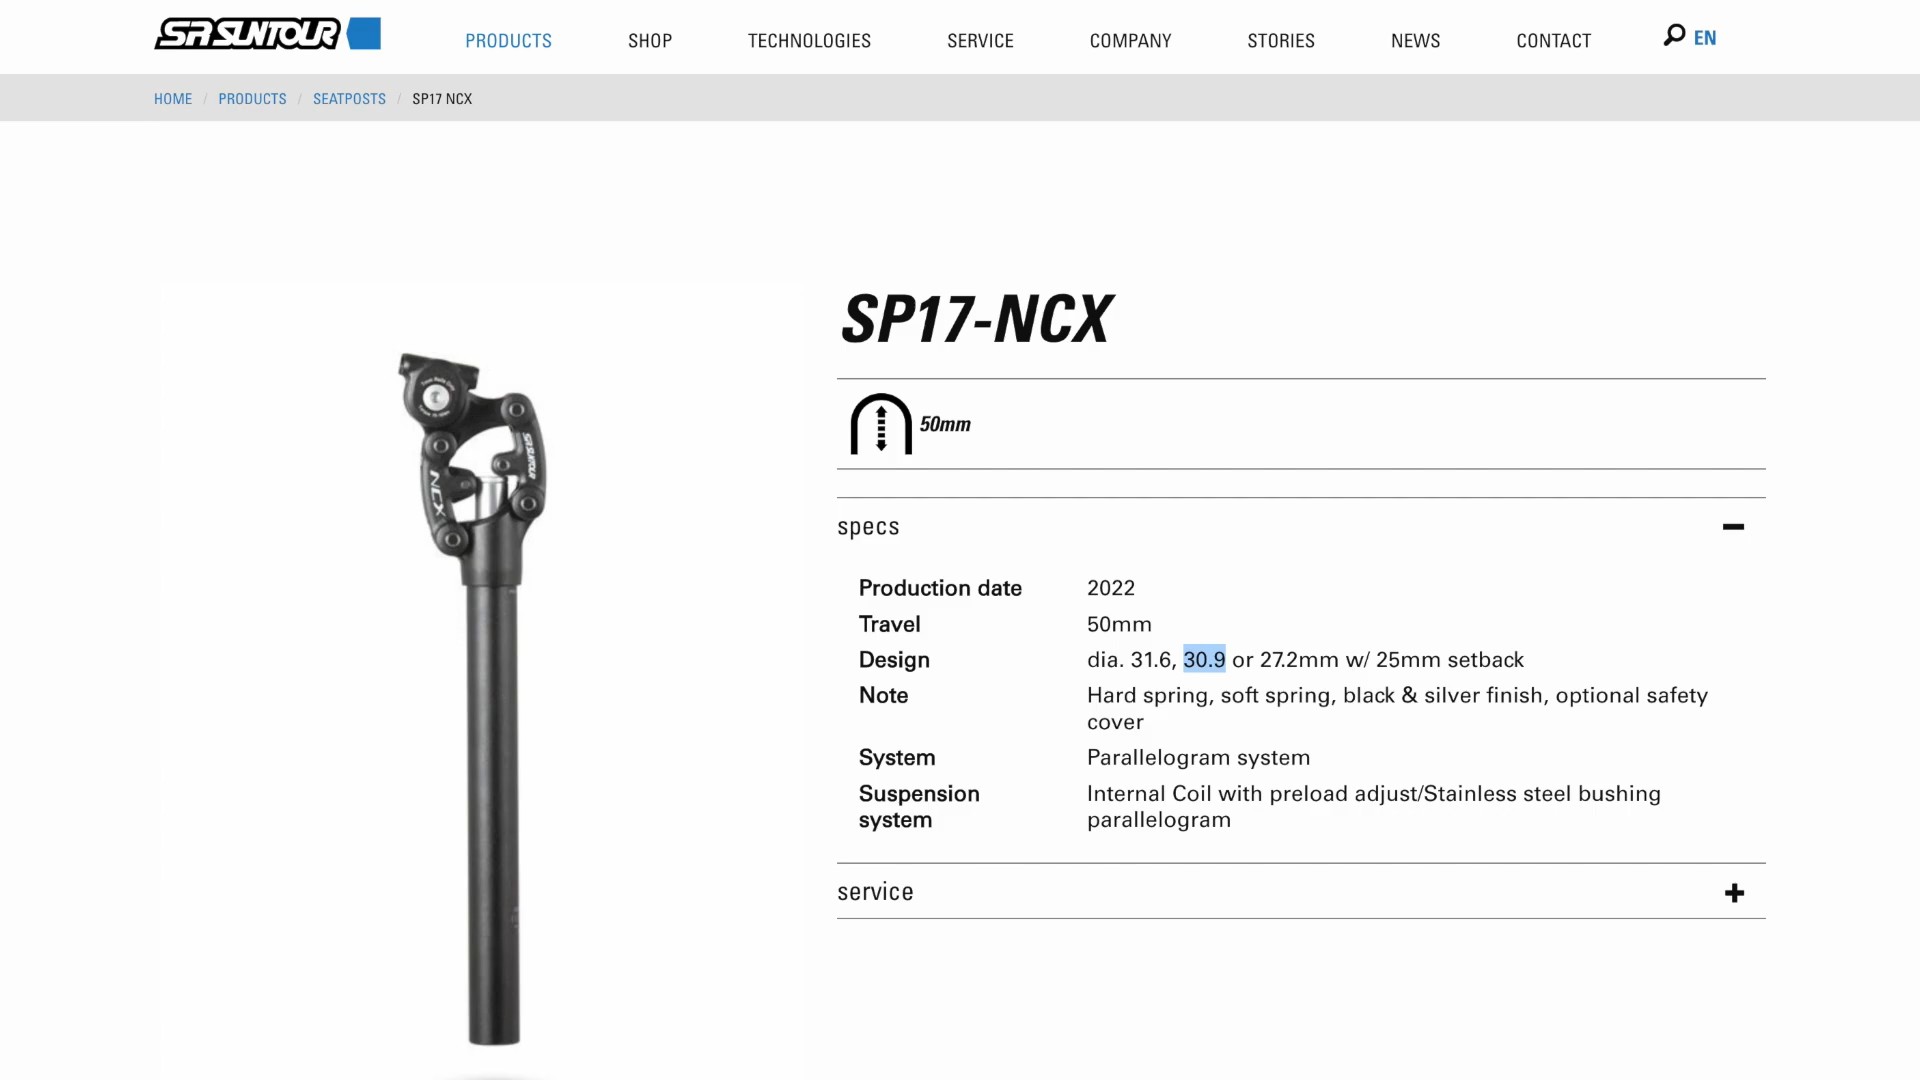 SR SUNTOUR
PRODUCTS
SHOP
TECHNOLOGIES
SERVICE
COMPANY
STORIES
NEWS
CONTACT
EN
HOME / PRODUCTS / SEATPOSTS / SP17 NCX
SP17-NCX
50mm
specs
Production date 2022
Travel 50mm
Design dia. 31.6, 30.9 or 27.2mm w/ 25mm setback
Note Hard spring, soft spring, black & silver finish, optional safety
cover
System Parallelogram system
Suspension Internal Coil with preload adjust/Stainless steel bushing
system parallelogram
service
NCX
SR SUNTOUR